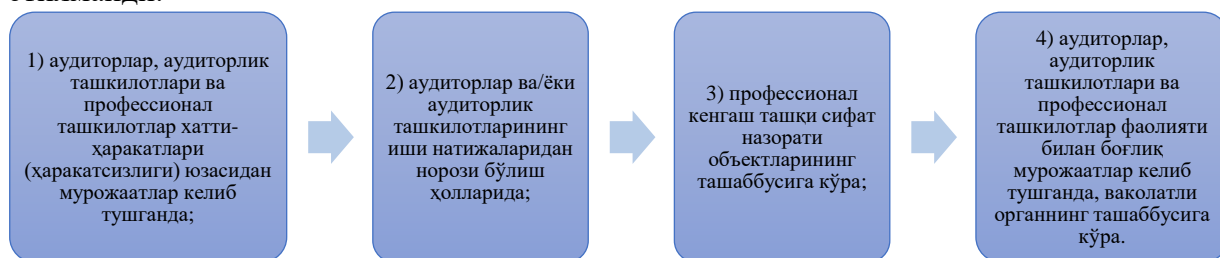 1) аудиторлар, аудиторлик
ташкилотлари ва
профессионал
ташкилотлар хатти-
ҳаракатлари
(ҳаракатсизлиги) юзасидан
мурожаатлар келиб
тушганда;
2) аудиторлар ва/ёки
аудиторлик
ташкилотларининг
иши натижаларидан
норози бўлиш
ҳолларида;
3) профессионал
кенгаш ташқи сифат
назорати
объектларининг
ташаббусига кўра;
4) аудиторлар,
аудиторлик
ташкилотлари ва
профессионал
ташкилотлар фаолияти
билан боғлиқ
мурожаатлар келиб
тушганда, ваколатли
органнинг ташаббусига
кўра.